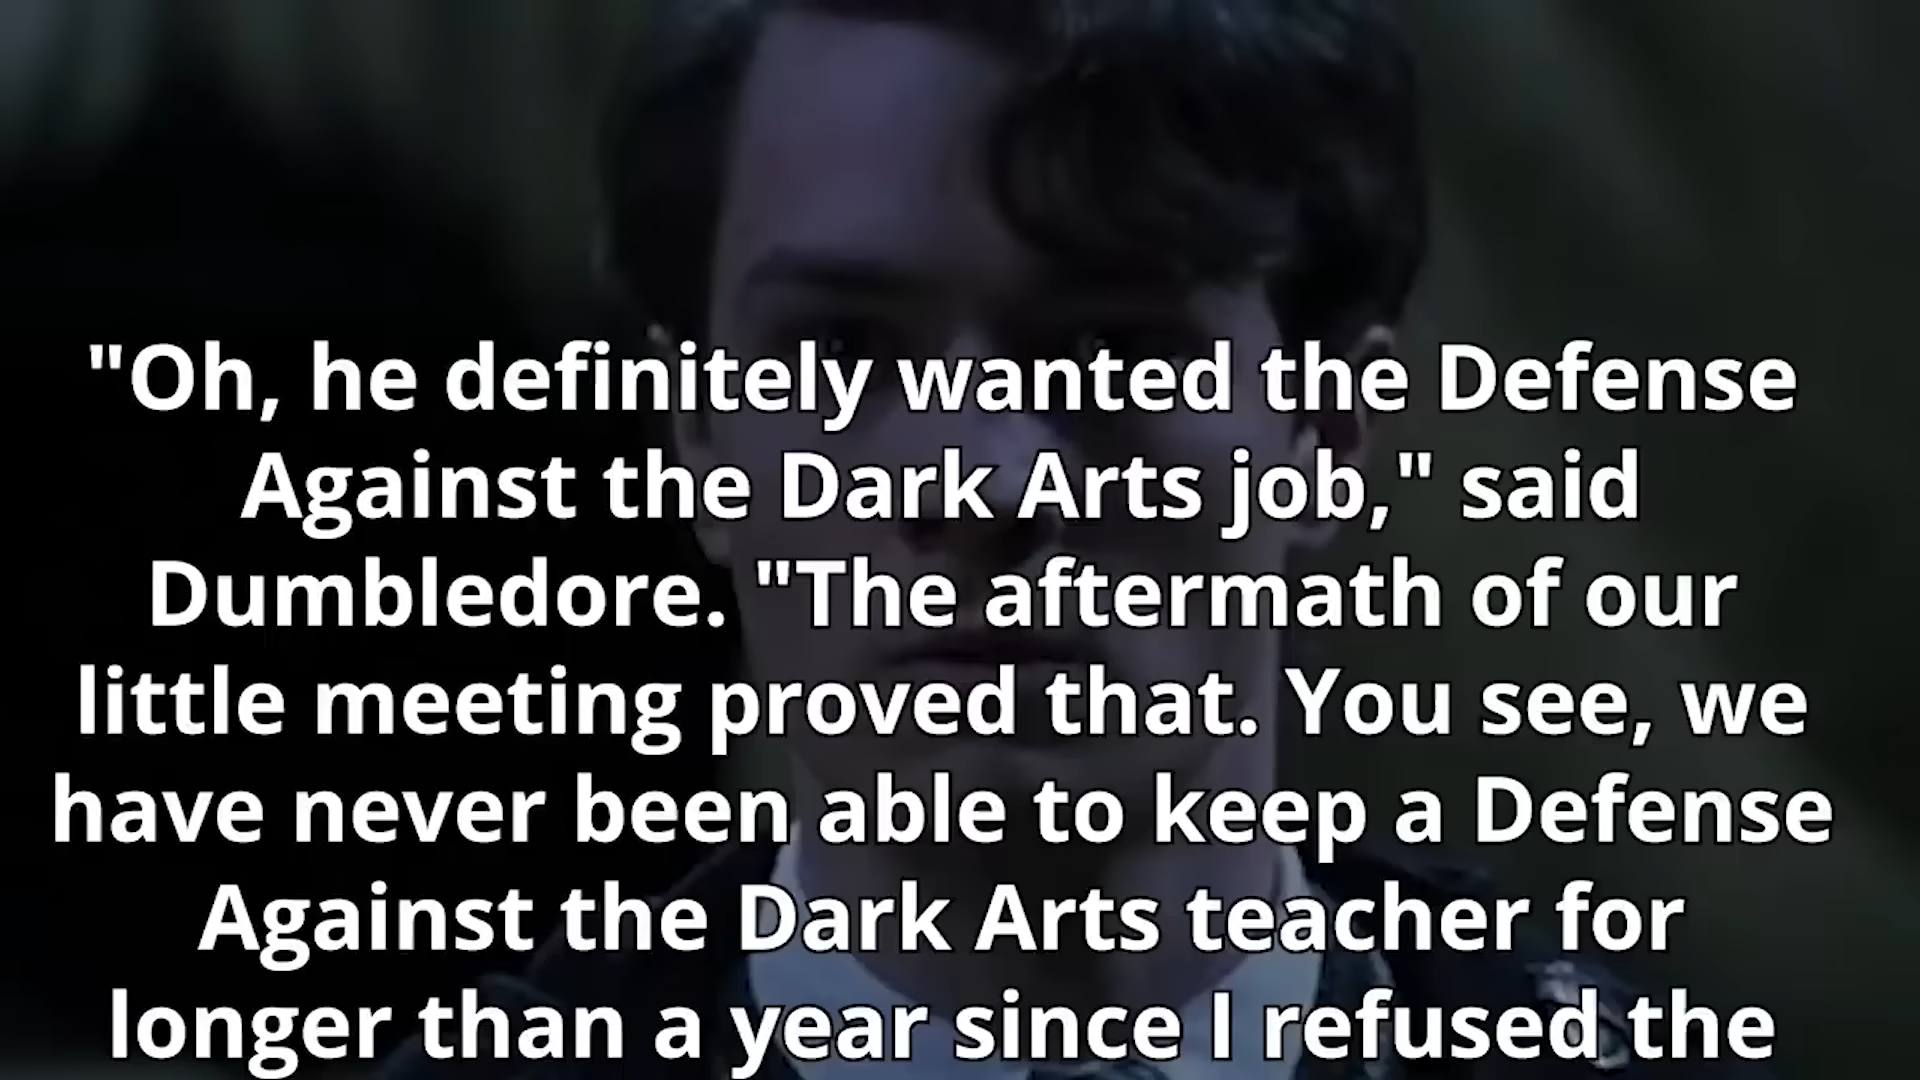 "Oh, he definitely wanted the Defense
Against the Dark Arts job," said
Dumbledore. "The aftermath of our
little meeting proved that. You see, we
have never been able to keep a Defense
Against the Dark Arts teacher for
longer than a year since I refused the